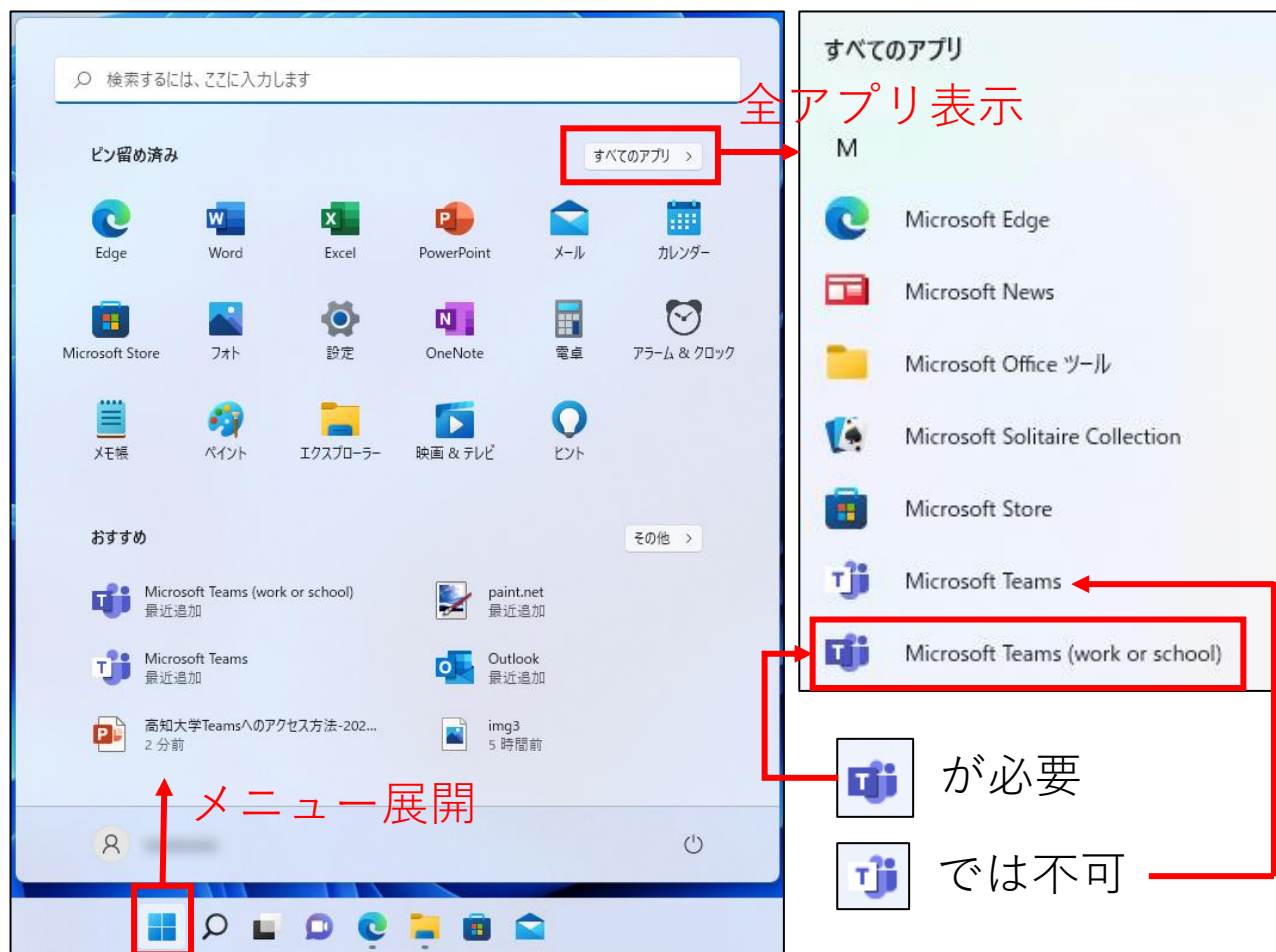 検索するには、ここに入力します
全アプリ表示
ピン留め済み
すべてのアプリ >
Edge
Word
Excel
PowerPoint
メール
カレンダー
Microsoft Store
フォト
設定
OneNote
電卓
アラーム & クロック
メモ帳
ペイント
エクスプローラー
映画 & テレビ
ヒント
おすすめ
その他 >
Microsoft Teams (work or school)
最近追加
paint.net
最近追加
Microsoft Teams
最近追加
Outlook
最近追加
高知大学Teamsへのアクセス方法-202...
2 分前
img3
5 時間前
メニュー展開
すべてのアプリ
M
Microsoft Edge
Microsoft News
Microsoft Office ツール
Microsoft Solitaire Collection
Microsoft Store
Microsoft Teams
Microsoft Teams (work or school)
が必要
では不可